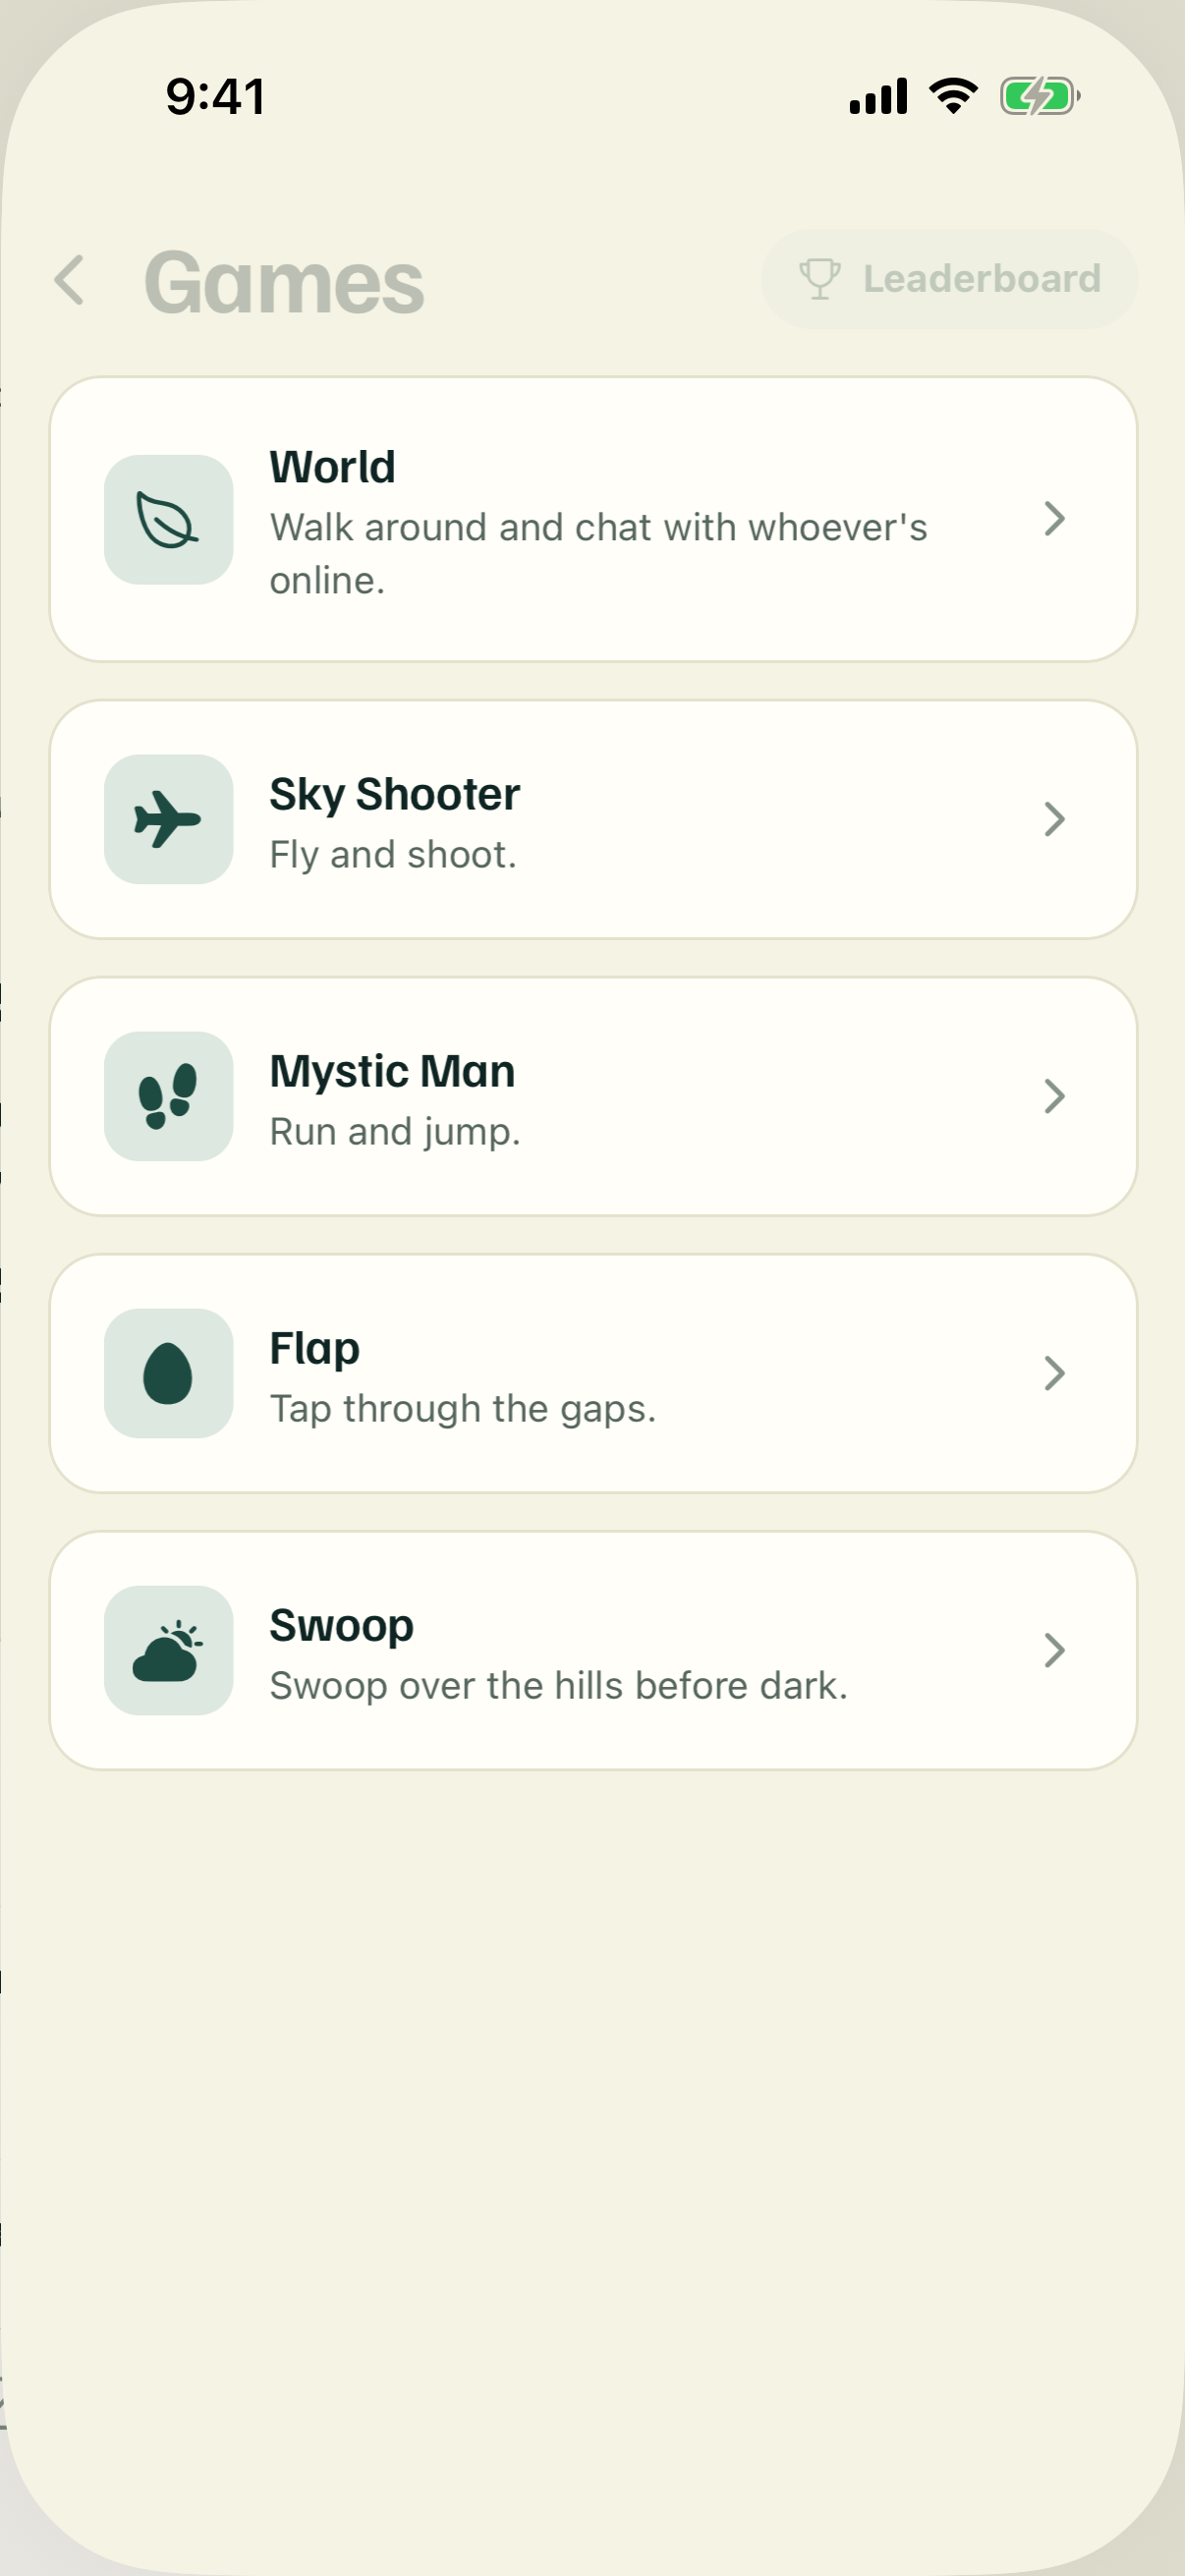 9:41
Games
Leaderboard
World
Walk around and chat with whoever's
online.
Sky Shooter
Fly and shoot.
Mystic Man
Run and jump.
Flap
Tap through the gaps.
Swoop
Swoop over the hills before dark.